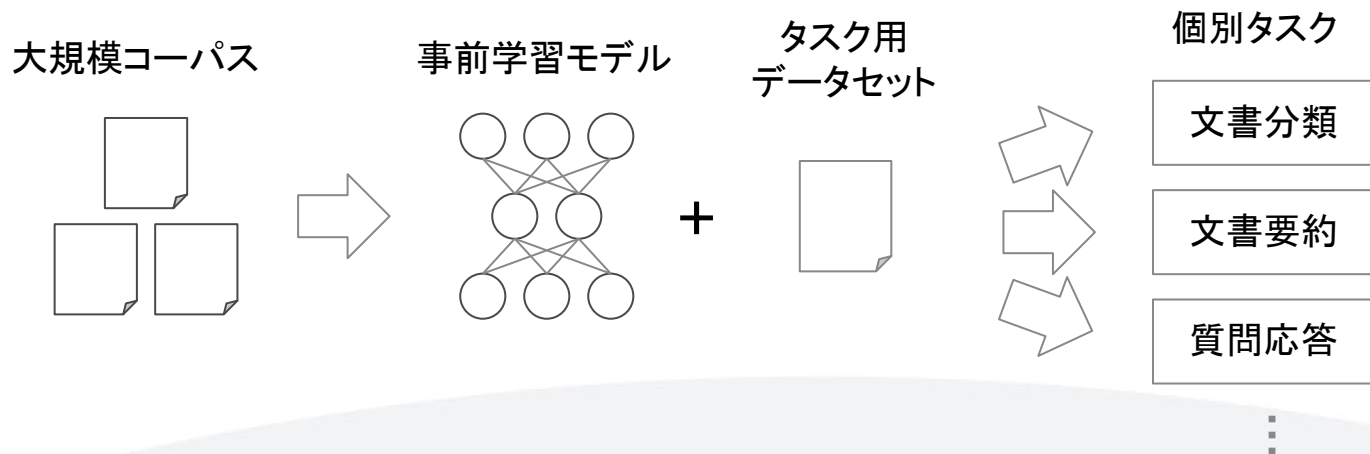 大規模コーパス
事前学習モデル
タスク用
データセット
個別タスク
+
文書分類
文書要約
質問応答